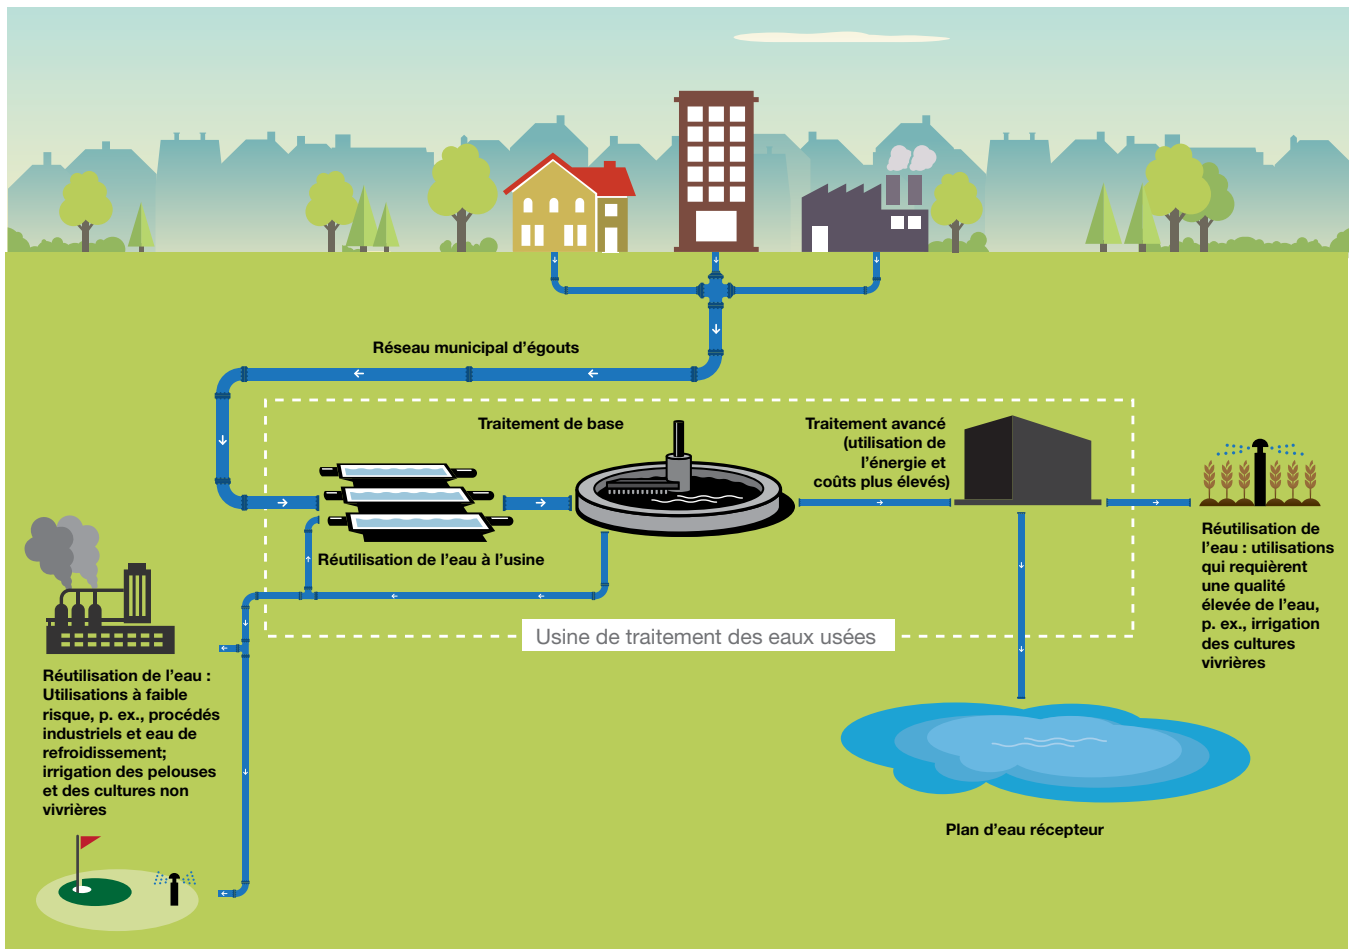 Réseau municipal d’égouts
Traitement de base
Traitement avancé
(utilisation de
l’énergie et
coûts plus élevés)
Réutilisation de l’eau à l’usine
Usine de traitement des eaux usées
Réutilisation de
l’eau : utilisations
qui requièrent
une qualité
élevée de l’eau,
p. ex., irrigation
des cultures
vivrières
Réutilisation de l’eau :
Utilisations à faible
risque, p. ex., procédés
industriels et eau de
refroidissement;
irrigation des pelouses
et des cultures non
vivrières
Plan d’eau récepteur